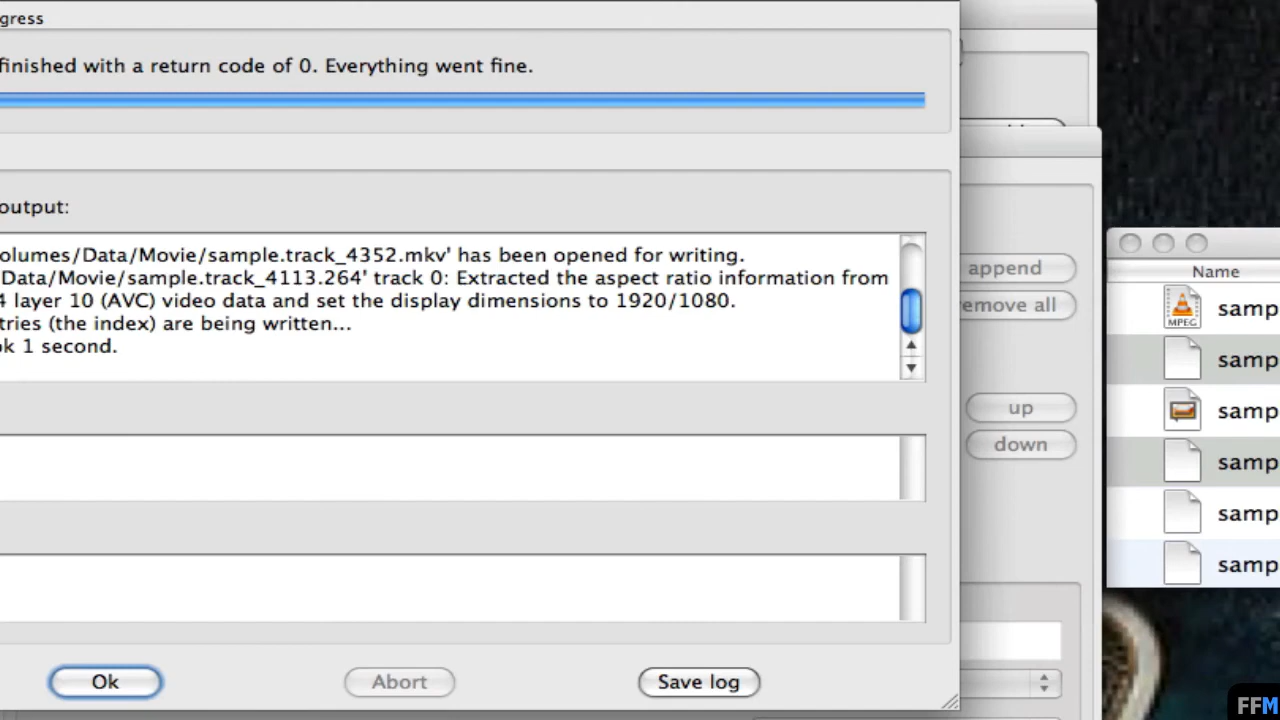 gress
finished with a return code of 0. Everything went fine.
output:
olumes/Data/Movie/sample.track_4352.mkv' has been opened for writing.
Data/Movie/sample.track_4113.264' track 0: Extracted the aspect ratio information from
4 layer 10 (AVC) video data and set the display dimensions to 1920/1080.
tries (the index) are being written...
ok 1 second.
Ok
Abort
Save log
append
emove all
up
down
Name
MPEG
samp
samp
samp
samp
samp
samp
FFM